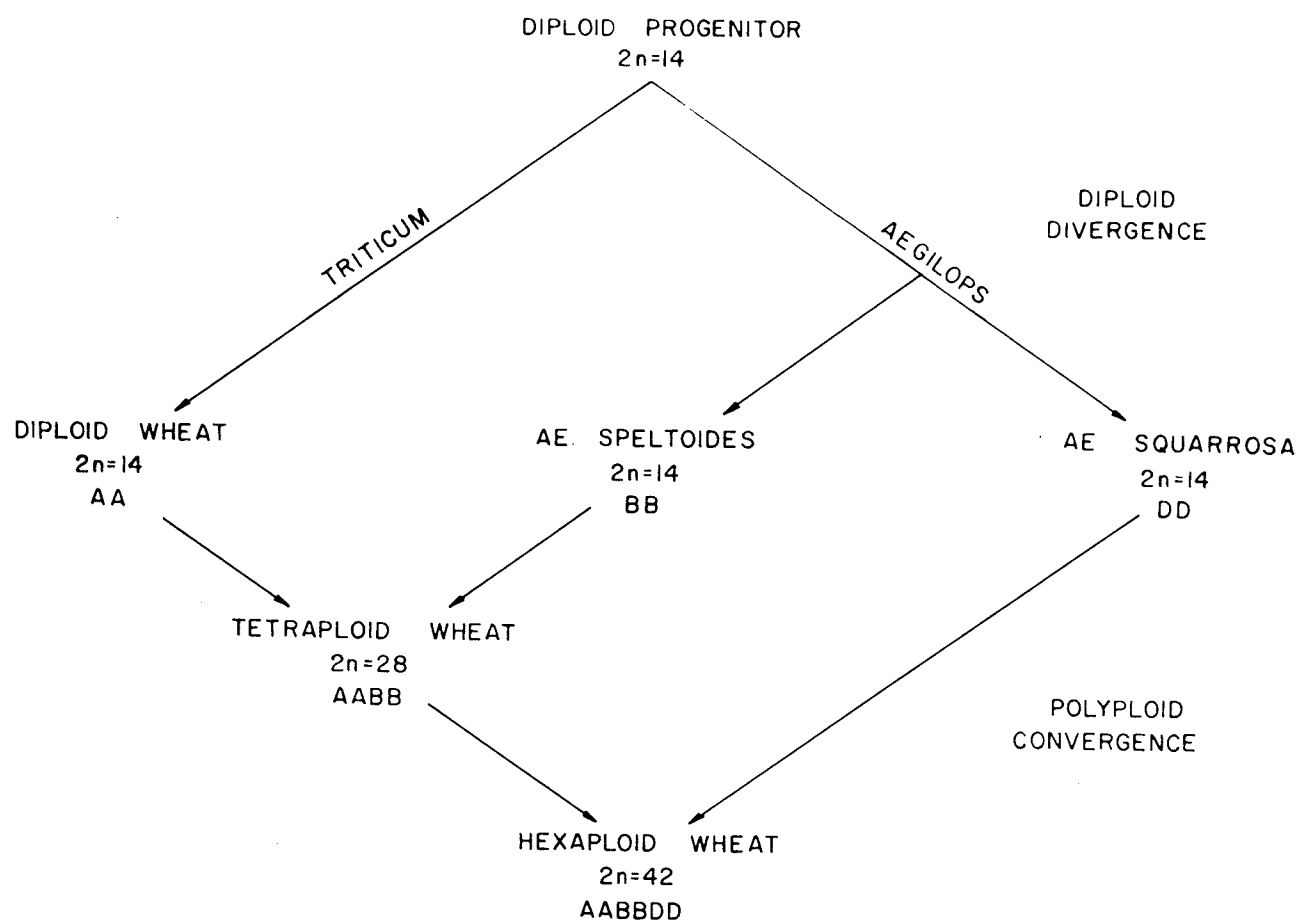 DIPLOID PROGENITOR
2n=14
TRITICUM
AEGILOPS
DIPLOID
DIVERGENCE
DIPLOID WHEAT
2n=14
AA
AE. SPELTOIDES
2n=14
BB
AE SQUARROSA
2n=14
DD
TETRAPLOID WHEAT
2n=28
AABB
POLYPLOID
CONVERGENCE
HEXAPLOID WHEAT
2n=42
AABBDD